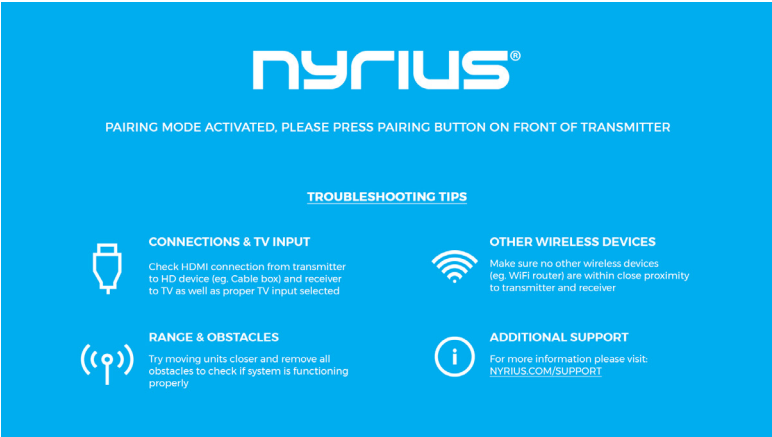 nyrius®
PAIRING MODE ACTIVATED, PLEASE PRESS PAIRING BUTTON ON FRONT OF TRANSMITTER
TROUBLESHOOTING TIPS
CONNECTIONS & TV INPUT
Check HDMI connection from transmitter
to HD device (eg. Cable box) and receiver
to TV as well as proper TV input selected
OTHER WIRELESS DEVICES
Make sure no other wireless devices
(eg. WiFi router) are within close proximity
to transmitter and receiver
RANGE & OBSTACLES
Try moving units closer and remove all
obstacles to check if system is functioning
properly
ADDITIONAL SUPPORT
For more information please visit:
NYRIUS.COM/SUPPORT